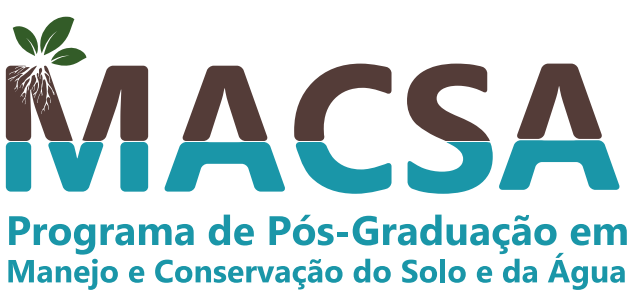 MACSA
Programa de Pós-Graduação em
Manejo e Conservação do Solo e da Água